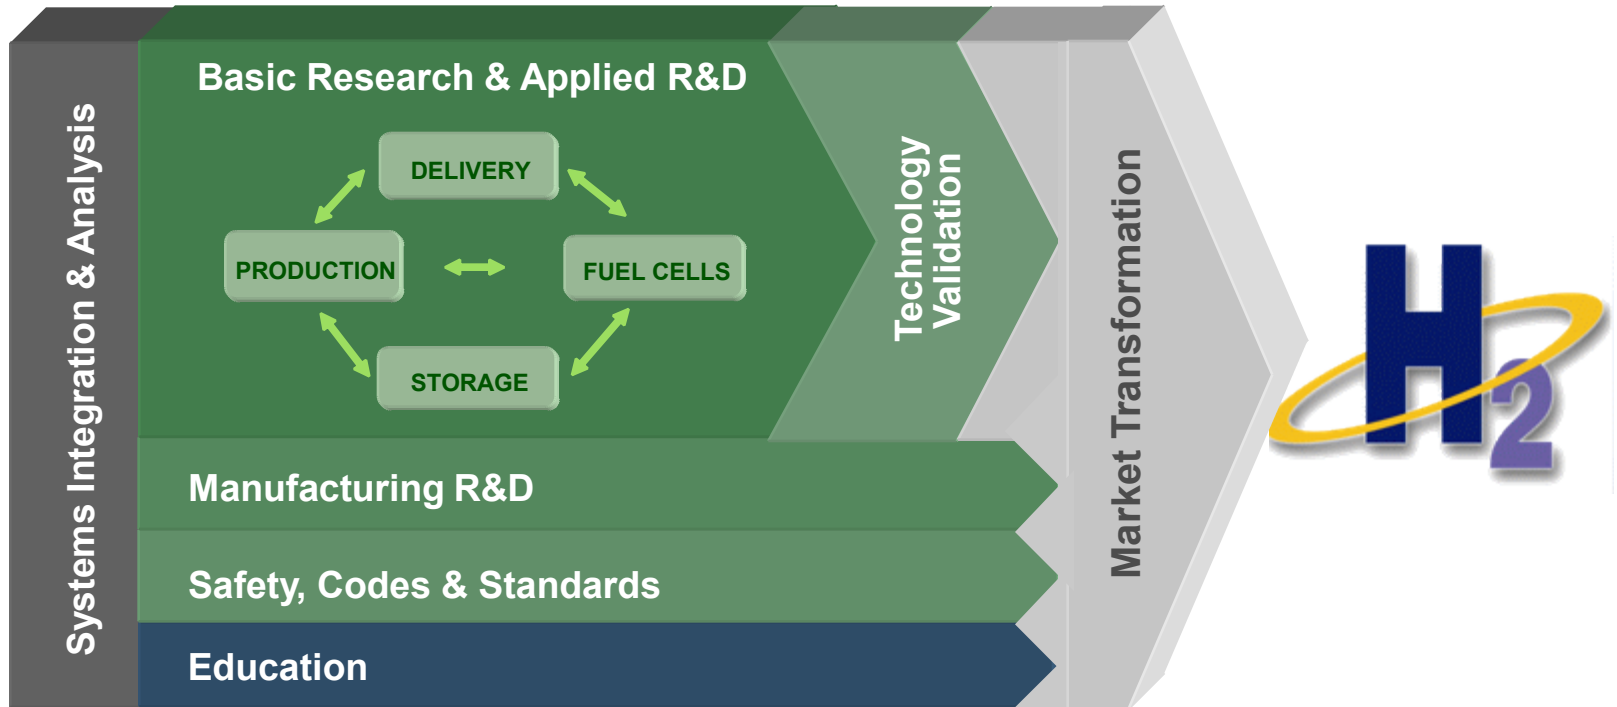 Systems Integration & Analysis
Basic Research & Applied R&D
DELIVERY
PRODUCTION
FUEL CELLS
STORAGE
Technology
Validation
Manufacturing R&D
Safety, Codes & Standards
Education
Market Transformation
H2